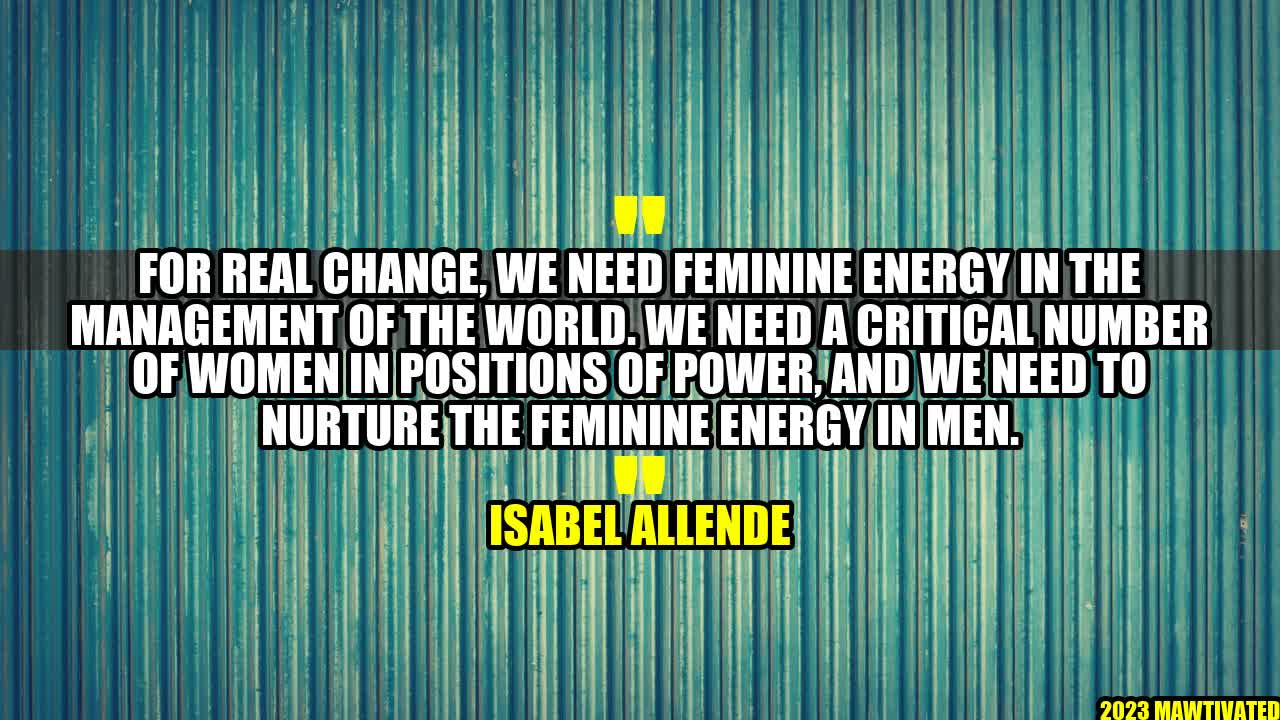 "
FOR REAL CHANGE, WE NEED FEMININE ENERGY IN THE
MANAGEMENT OF THE WORLD. WE NEED A CRITICAL NUMBER
OF WOMEN IN POSITIONS OF POWER, AND WE NEED TO
NURTURE THE FEMININE ENERGY IN MEN.
"
ISABEL ALLENDE
2023 MAWTIVATED